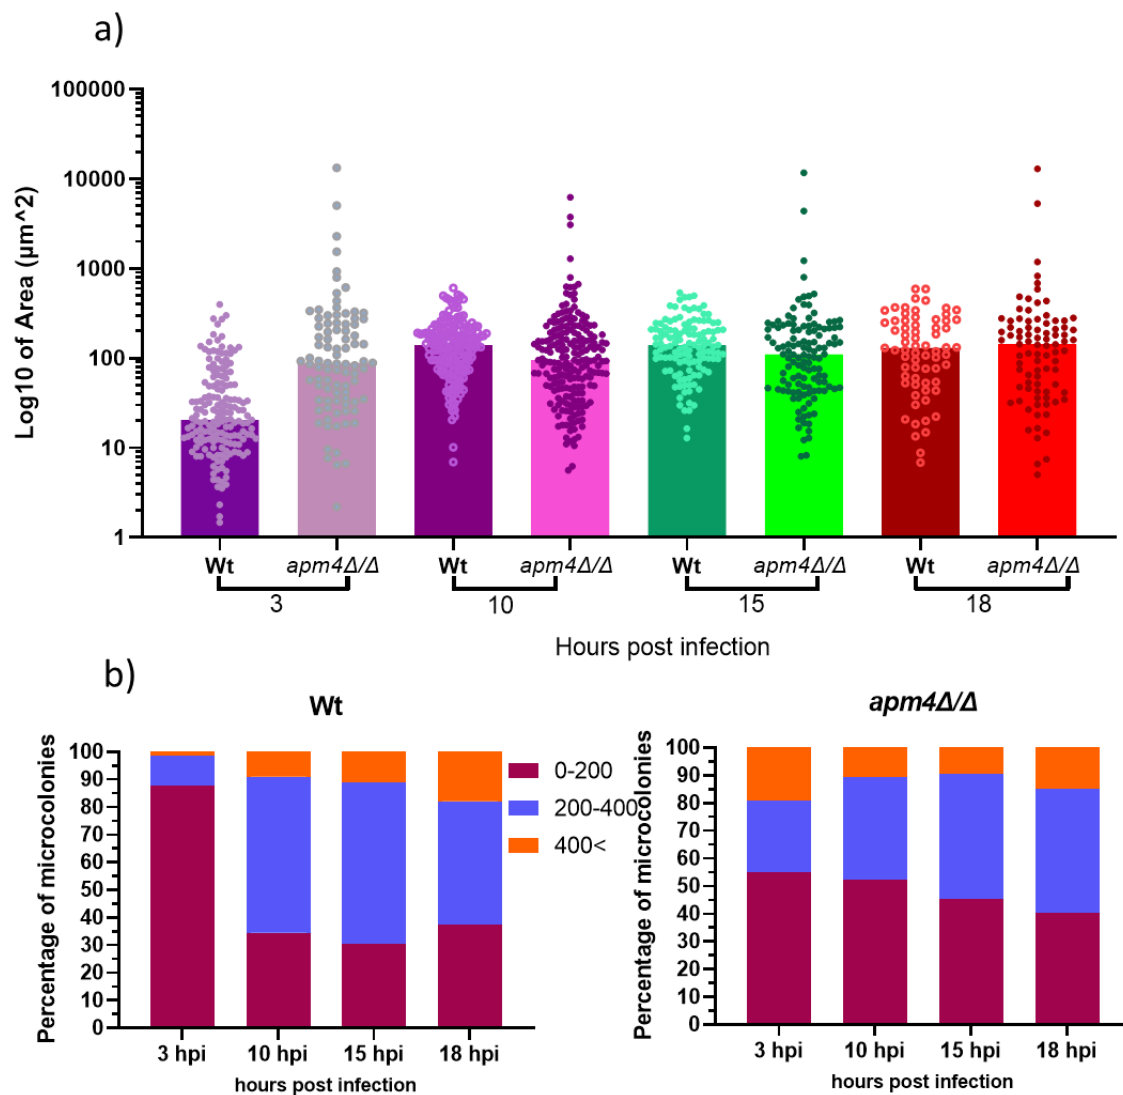 a)
Log10 of Area (µm^2)
100000
10000
1000
100
10
1
Wt apm4Δ/Δ Wt apm4Δ/Δ Wt apm4Δ/Δ Wt apm4Δ/Δ
3 10 15 18
Hours post infection
b)
Wt
Percentage of microcolonies
100
90
80
70
60
50
40
30
20
10
0
3 hpi 10 hpi 15 hpi 18 hpi
hours post infection
0-200
200-400
400<
apm4Δ/Δ
Percentage of microcolonies
100
90
80
70
60
50
40
30
20
10
0
3 hpi 10 hpi 15 hpi 18 hpi
hours post infection